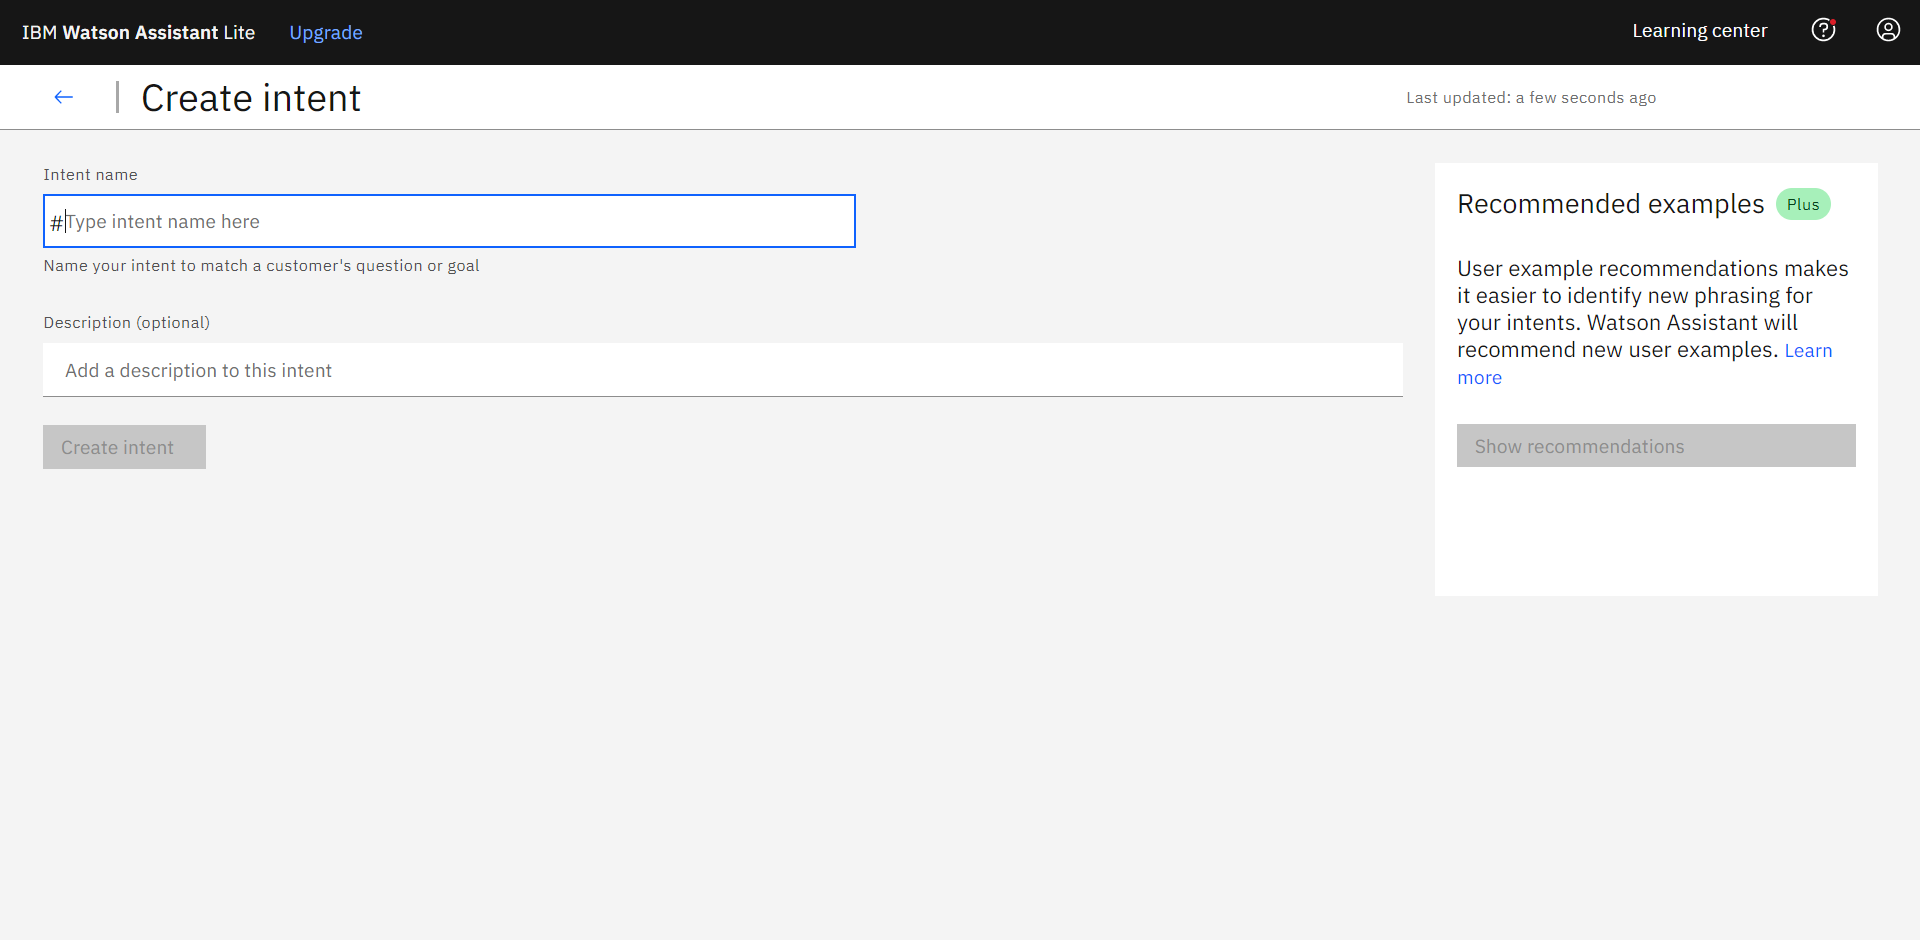 IBM Watson Assistant Lite Upgrade Learning center
Create intent Last updated: a few seconds ago
Intent name
#Type intent name here
Name your intent to match a customer's question or goal
Description (optional)
Add a description to this intent
Create intent
Recommended examples Plus
User example recommendations makes
it easier to identify new phrasing for
your intents. Watson Assistant will
recommend new user examples. Learn
more
Show recommendations